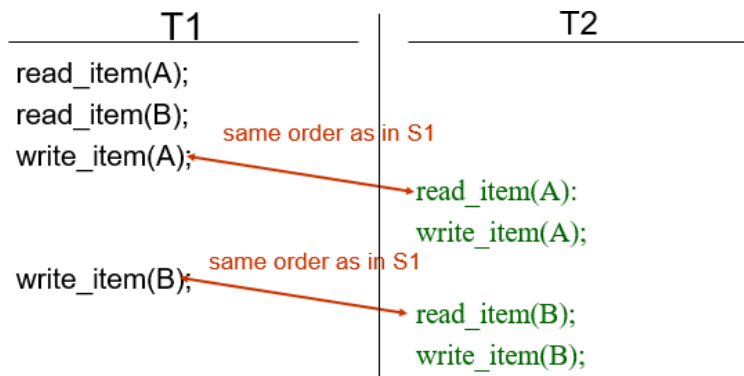 T1
T2
read_item(A);
read_item(B);
same order as in S1
write_item(A);
read_item(A):
write_item(A);
same order as in S1
write_item(B);
read_item(B);
write_item(B);